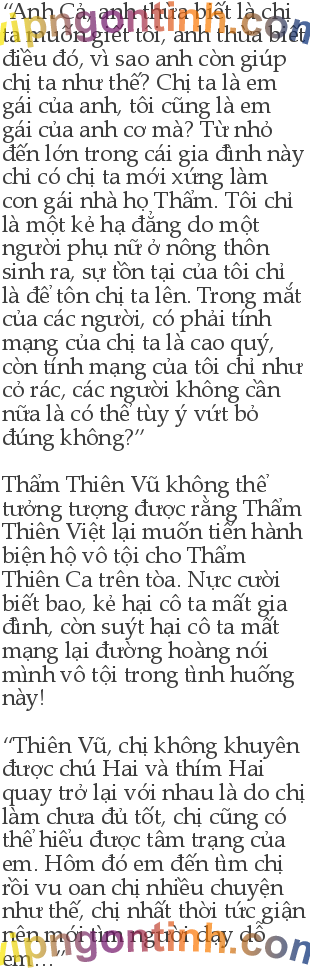 “Anh Cả, anh thừa biết là chị
ta muốn giết tôi, anh thừa biết
điều đó, vì sao anh còn giúp
chị ta như thế? Chị ta là em
gái của anh, tôi cũng là em
gái của anh cơ mà? Từ nhỏ
đến lớn trong cái gia đình này
chỉ có chị ta mới xứng làm
con gái nhà họ Thẩm. Tôi chỉ
là một kẻ hạ đẳng do một
người phụ nữ ở nông thôn
sinh ra, sự tồn tại của tôi chỉ
là để tôn chị ta lên. Trong mắt
của các người, có phải tính
mạng của chị ta là cao quý,
còn tính mạng của tôi chỉ như
cỏ rác, các người không cần
nữa là có thể tùy ý vứt bỏ
đúng không?”
Thẩm Thiên Vũ không thể
tưởng tượng được rằng Thẩm
Thiên Việt lại muốn tiến hành
biện hộ vô tội cho Thẩm
Thiên Ca trên tòa. Nực cười
biết bao, kẻ hại cô ta mất gia
đình, còn suýt hại cô ta mất
mạng lại đường hoàng nói
mình vô tội trong tình huống
này!
“Thiên Vũ, chị không khuyên
được chú Hai và thím Hai
quay trở lại với nhau là do chị
làm chưa đủ tốt, chị cũng có
thể hiểu được tâm trạng của
em. Hôm đó em đến tìm chị
rồi vu oan chị nhiều chuyện
như thế, chị nhất thời tức giận
nên mới tìm người dạy dỗ
em…”